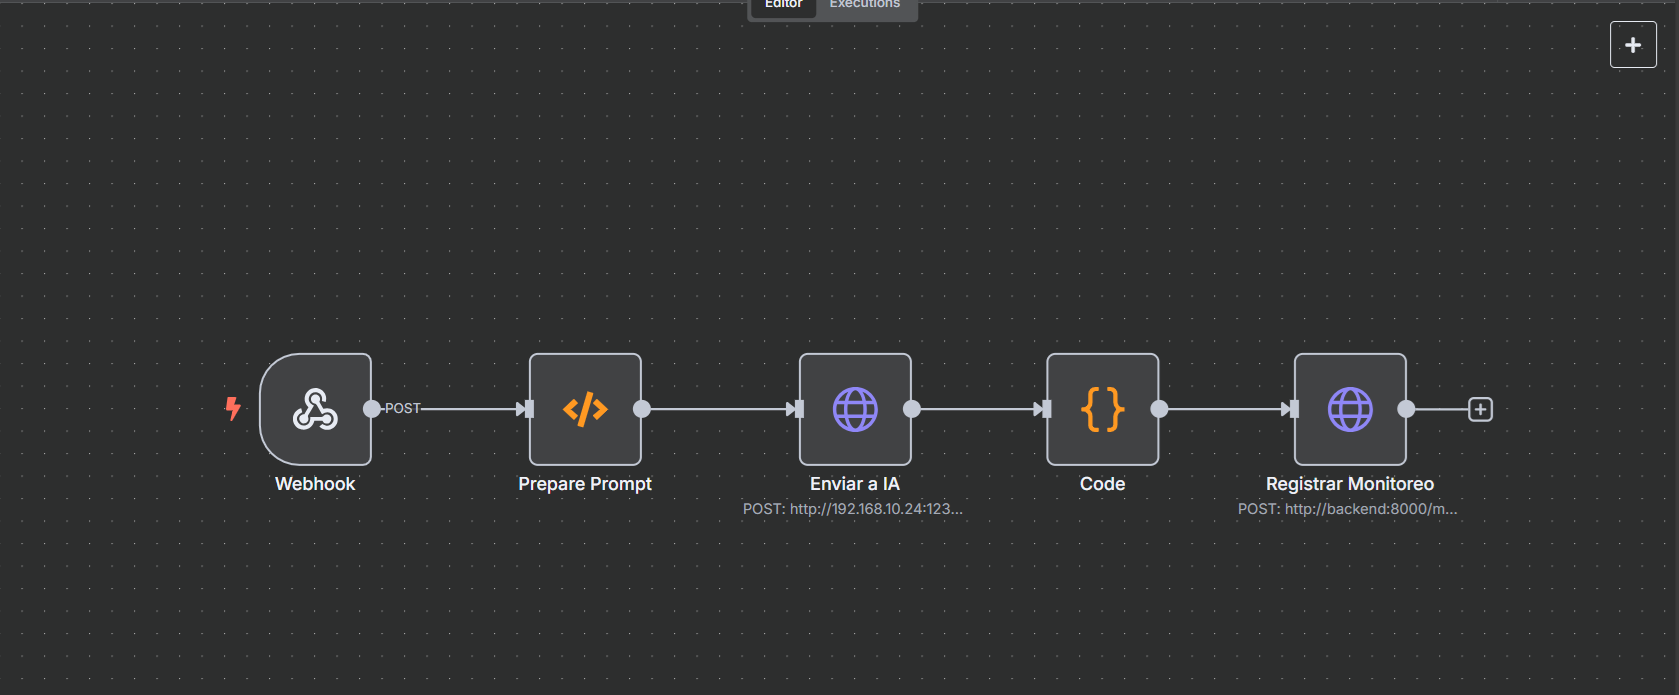 Editor Executions
POST
Webhook
Prepare Prompt
Enviar a IA
Code
Registrar Monitoreo
POST: http://192.168.10.24:123...
POST: http://backend:8000/m...